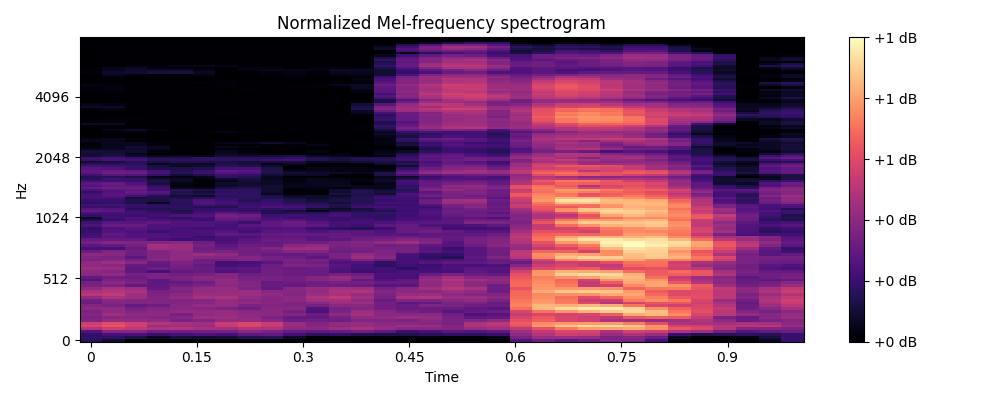 Normalized Mel-frequency spectrogram
Hz
4096
2048
1024
512
0
0 0.15 0.3 0.45 0.6 0.75 0.9
Time
+1 dB
+1 dB
+1 dB
+0 dB
+0 dB
+0 dB